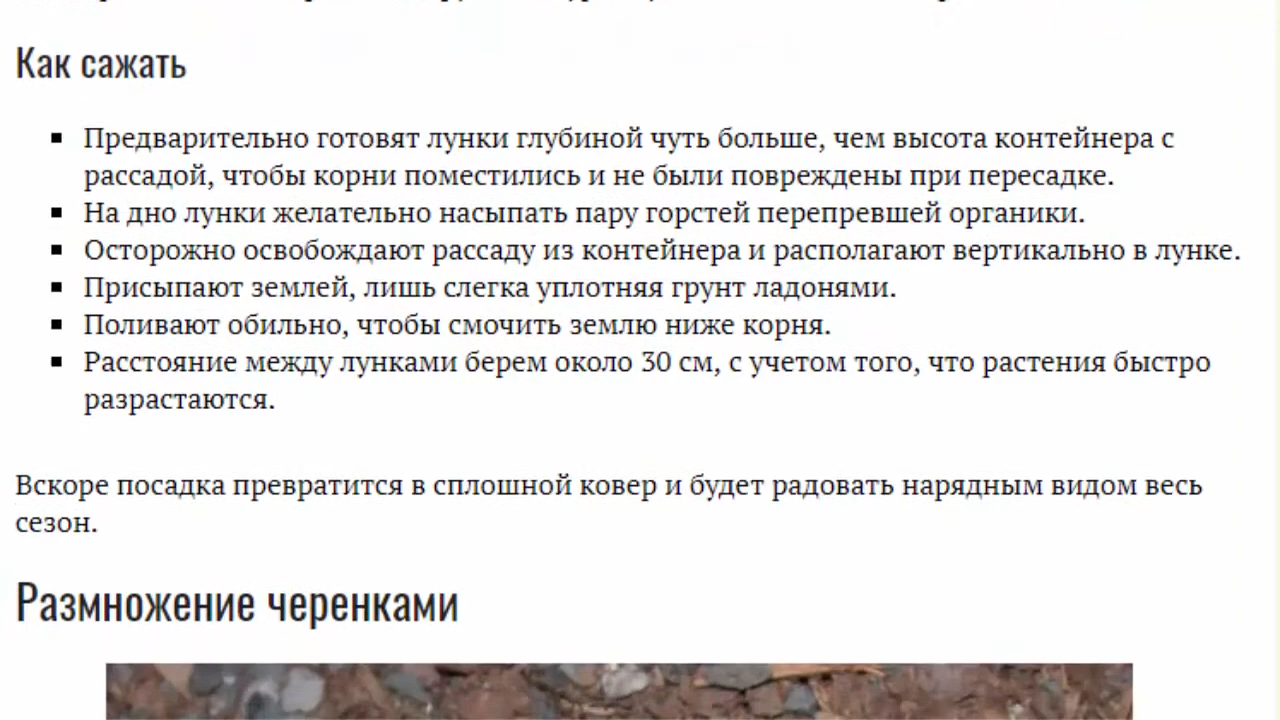 Как сажать
Предварительно готовят лунки глубиной чуть больше, чем высота контейнера с
рассадой, чтобы корни поместились и не были повреждены при пересадке.
На дно лунки желательно насыпать пару горстей перепревшей органики.
Осторожно освобождают рассаду из контейнера и располагают вертикально в лунке.
Присыпают землей, лишь слегка уплотняя грунт ладонями.
Поливают обильно, чтобы смочить землю ниже корня.
Расстояние между лунками берем около 30 см, с учетом того, что растения быстро
разрастаются.
Вскоре посадка превратится в сплошной ковер и будет радовать нарядным видом весь
сезон.
Размножение черенками